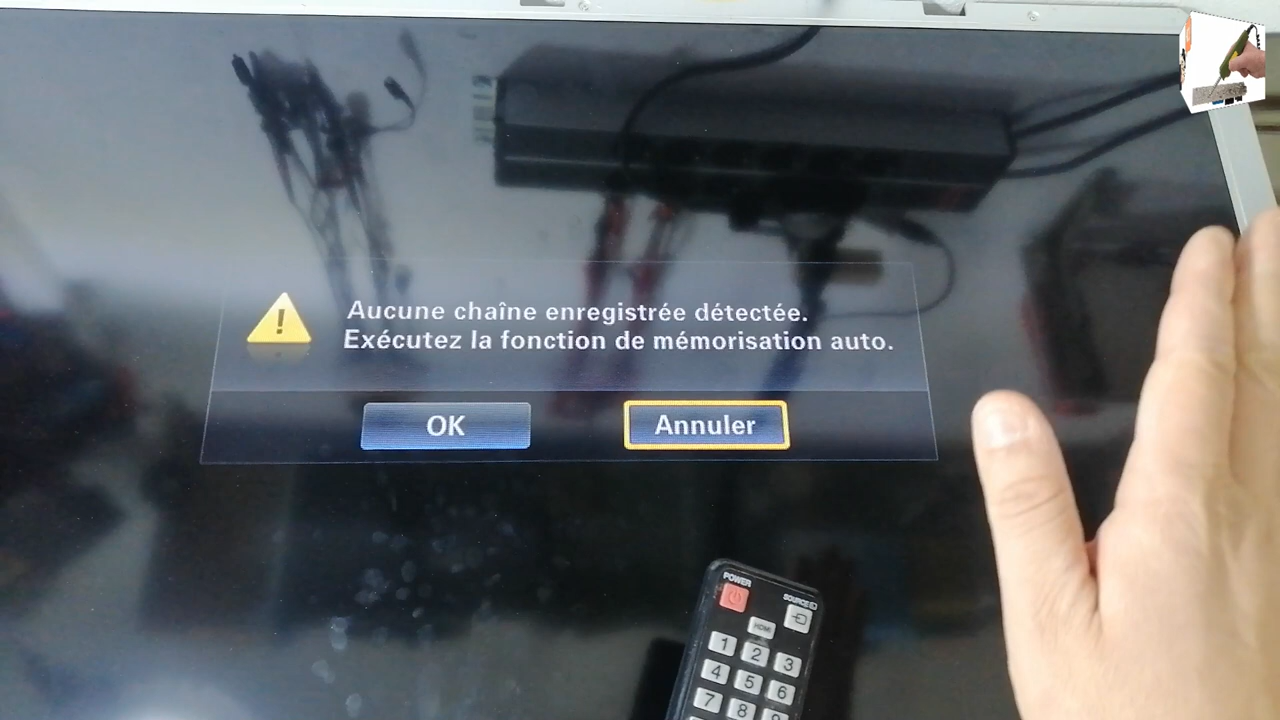 Aucune chaîne enregistrée détectée.
Exécutez la fonction de mémorisation auto.
OK
Annuler
POWER
SOURCE
HDMI
1 2 3
4 5 6
7 8